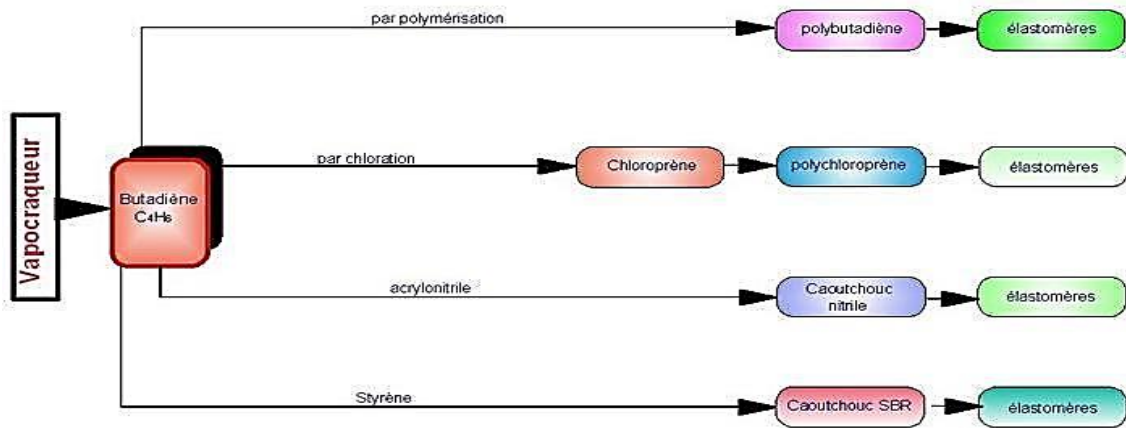 par polymérisation
polybutadiène
élastomères
Vapocraqueur
Butadiène
C₄H₆
par chloration
Chloroprène
polychloroprène
élastomères
acrylonitrile
Caoutchouc
nitrile
élastomères
Styrène
Caoutchouc SBR
élastomères